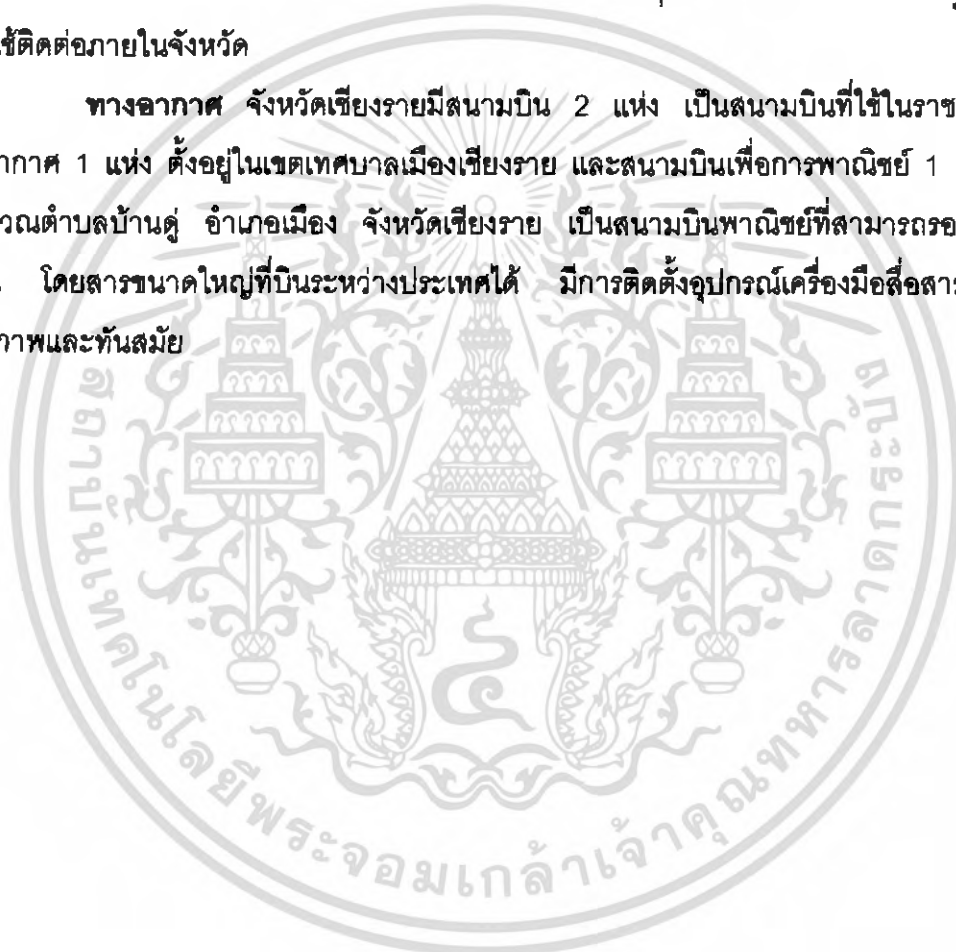 ช้ติดต่อภายในจังหวัด
ทางอากาศ จังหวัดเชียงรายมีสนามบิน 2 แห่ง เป็นสนามบินที่ใช้ในราช
ากาศ 1 แห่ง ตั้งอยู่ในเขตเทศบาลเมืองเชียงราย และสนามบินเพื่อการพาณิชย์ 1
วณตำบลบ้านดู่ อำเภอเมือง จังหวัดเชียงราย เป็นสนามบินพาณิชย์ที่สามารถรอ
โดยสารขนาดใหญ่ที่บินระหว่างประเทศได้ มีการติดตั้งอุปกรณ์เครื่องมือสื่อสาร
ภาพและทันสมัย
สถาบันเทคโนโลยีพระจอมเกล้าเจ้าคุณทหารลาดกระบัง